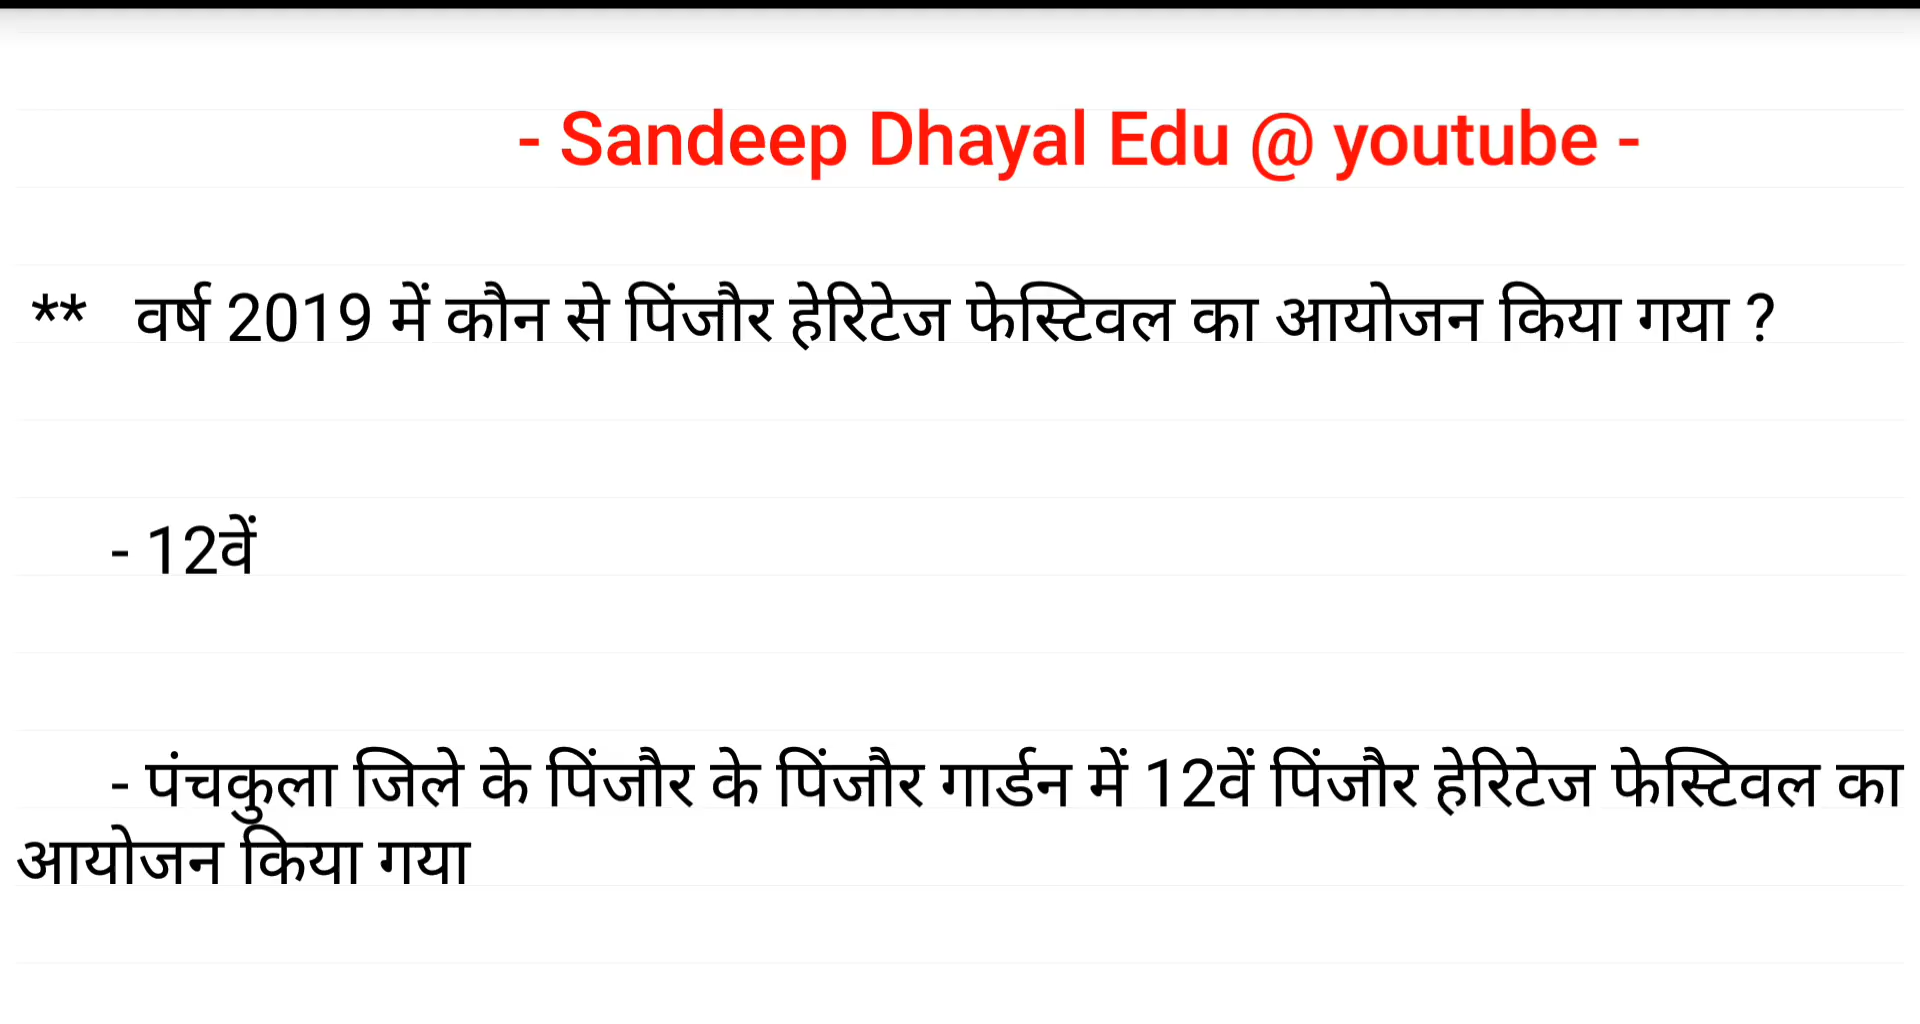 - Sandeep Dhayal Edu @ youtube -
** वर्ष 2019 में कौन से पिंजौर हेरिटेज फेस्टिवल का आयोजन किया गया ?
- 12वें
- पंचकुला जिले के पिंजौर के पिंजौर गार्डन में 12वें पिंजौर हेरिटेज फेस्टिवल का
आयोजन किया गया